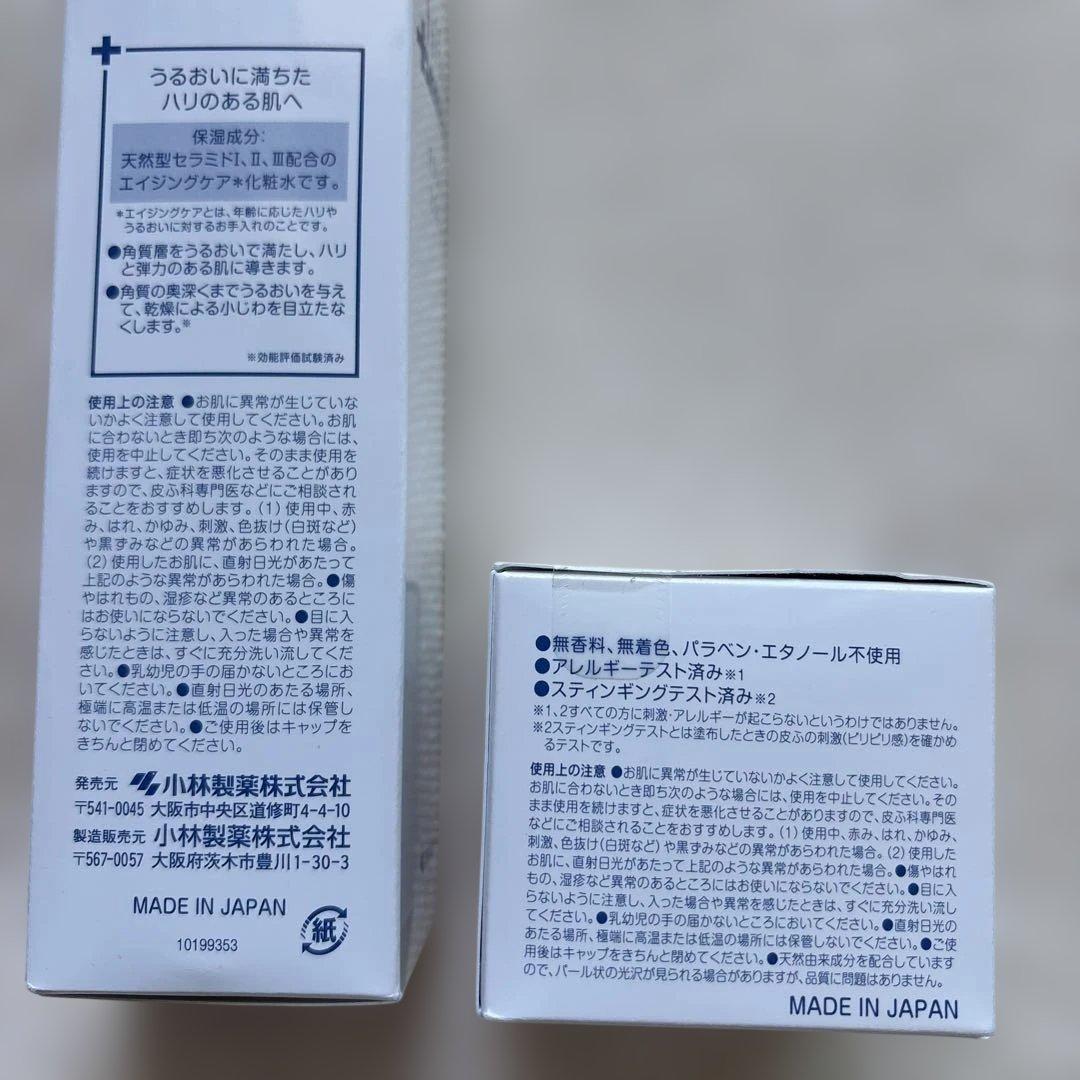 うるおいに満ちた
ハリのある肌へ
保湿成分:
天然型セラミドⅠ、Ⅱ、Ⅲ配合の
エイジングケア*化粧水です。
*エイジングケアとは、年齢に応じたハリや
うるおいに対するお手入れのことです。
●角質層をうるおいで満たし、ハリ
と弾力のある肌に導きます。
●角質の奥深くまでうるおいを与え
て、乾燥による小じわを目立たな
くします。※
※効能評価試験済み
使用上の注意 ●お肌に異常が生じていな
いかよく注意して使用してください。お肌
に合わないとき即ち次のような場合には、
使用を中止してください。そのまま使用を
続けますと、症状を悪化させることがあり
ますので、皮ふ科専門医などにご相談され
ることをおすすめします。(1)使用中、赤
み、はれ、かゆみ、刺激、色抜け(白斑など)
や黒ずみなどの異常があらわれた場合。
(2)使用したお肌に、直射日光があたって
上記のような異常があらわれた場合。●傷
やはれもの、湿疹など異常のあるところに
はお使いにならないでください。●目に入
らないように注意し、入った場合や異常を
感じたときは、すぐに充分洗い流してくだ
さい。●乳幼児の手の届かないところにお
いてください。●直射日光のあたる場所、
極端に高温または低温の場所には保管し
ないでください。●ご使用後はキャップを
きちんと閉めてください。
発売元 小林製薬株式会社
〒541-0045 大阪市中央区道修町4-4-10
製造販売元 小林製薬株式会社
〒567-0057 大阪府茨木市豊川1-30-3
MADE IN JAPAN
紙
10199353
●無香料、無着色、パラベン・エタノール不使用
●アレルギーテスト済み※1
●スティンギングテスト済み※2
※1、2すべての方に刺激・アレルギーが起こらないというわけではありません。
※2スティンギングテストとは塗布したときの皮ふの刺激(ピリピリ感)を確かめ
るテストです。
使用上の注意 ●お肌に異常が生じていないかよく注意して使用してください。
お肌に合わないとき即ち次のような場合には、使用を中止してください。その
まま使用を続けますと、症状を悪化させることがありますので、皮ふ科専門医
などにご相談されることをおすすめします。(1)使用中、赤み、はれ、かゆみ、
刺激、色抜け(白斑など)や黒ずみなどの異常があらわれた場合。(2)使用した
お肌に、直射日光があたって上記のような異常があらわれた場合。●傷やはれ
もの、湿疹など異常のあるところにはお使いにならないでください。●目に入
らないように注意し、入った場合や異常を感じたときは、すぐに充分洗い流し
てください。●乳幼児の手の届かないところにおいてください。●直射日光の
あたる場所、極端に高温または低温の場所には保管しないでください。●ご使
用後はキャップをきちんと閉めてください。●天然由来成分を配合しています
ので、パール状の光沢が見られる場合がありますが、品質に問題はありません。
MADE IN JAPAN